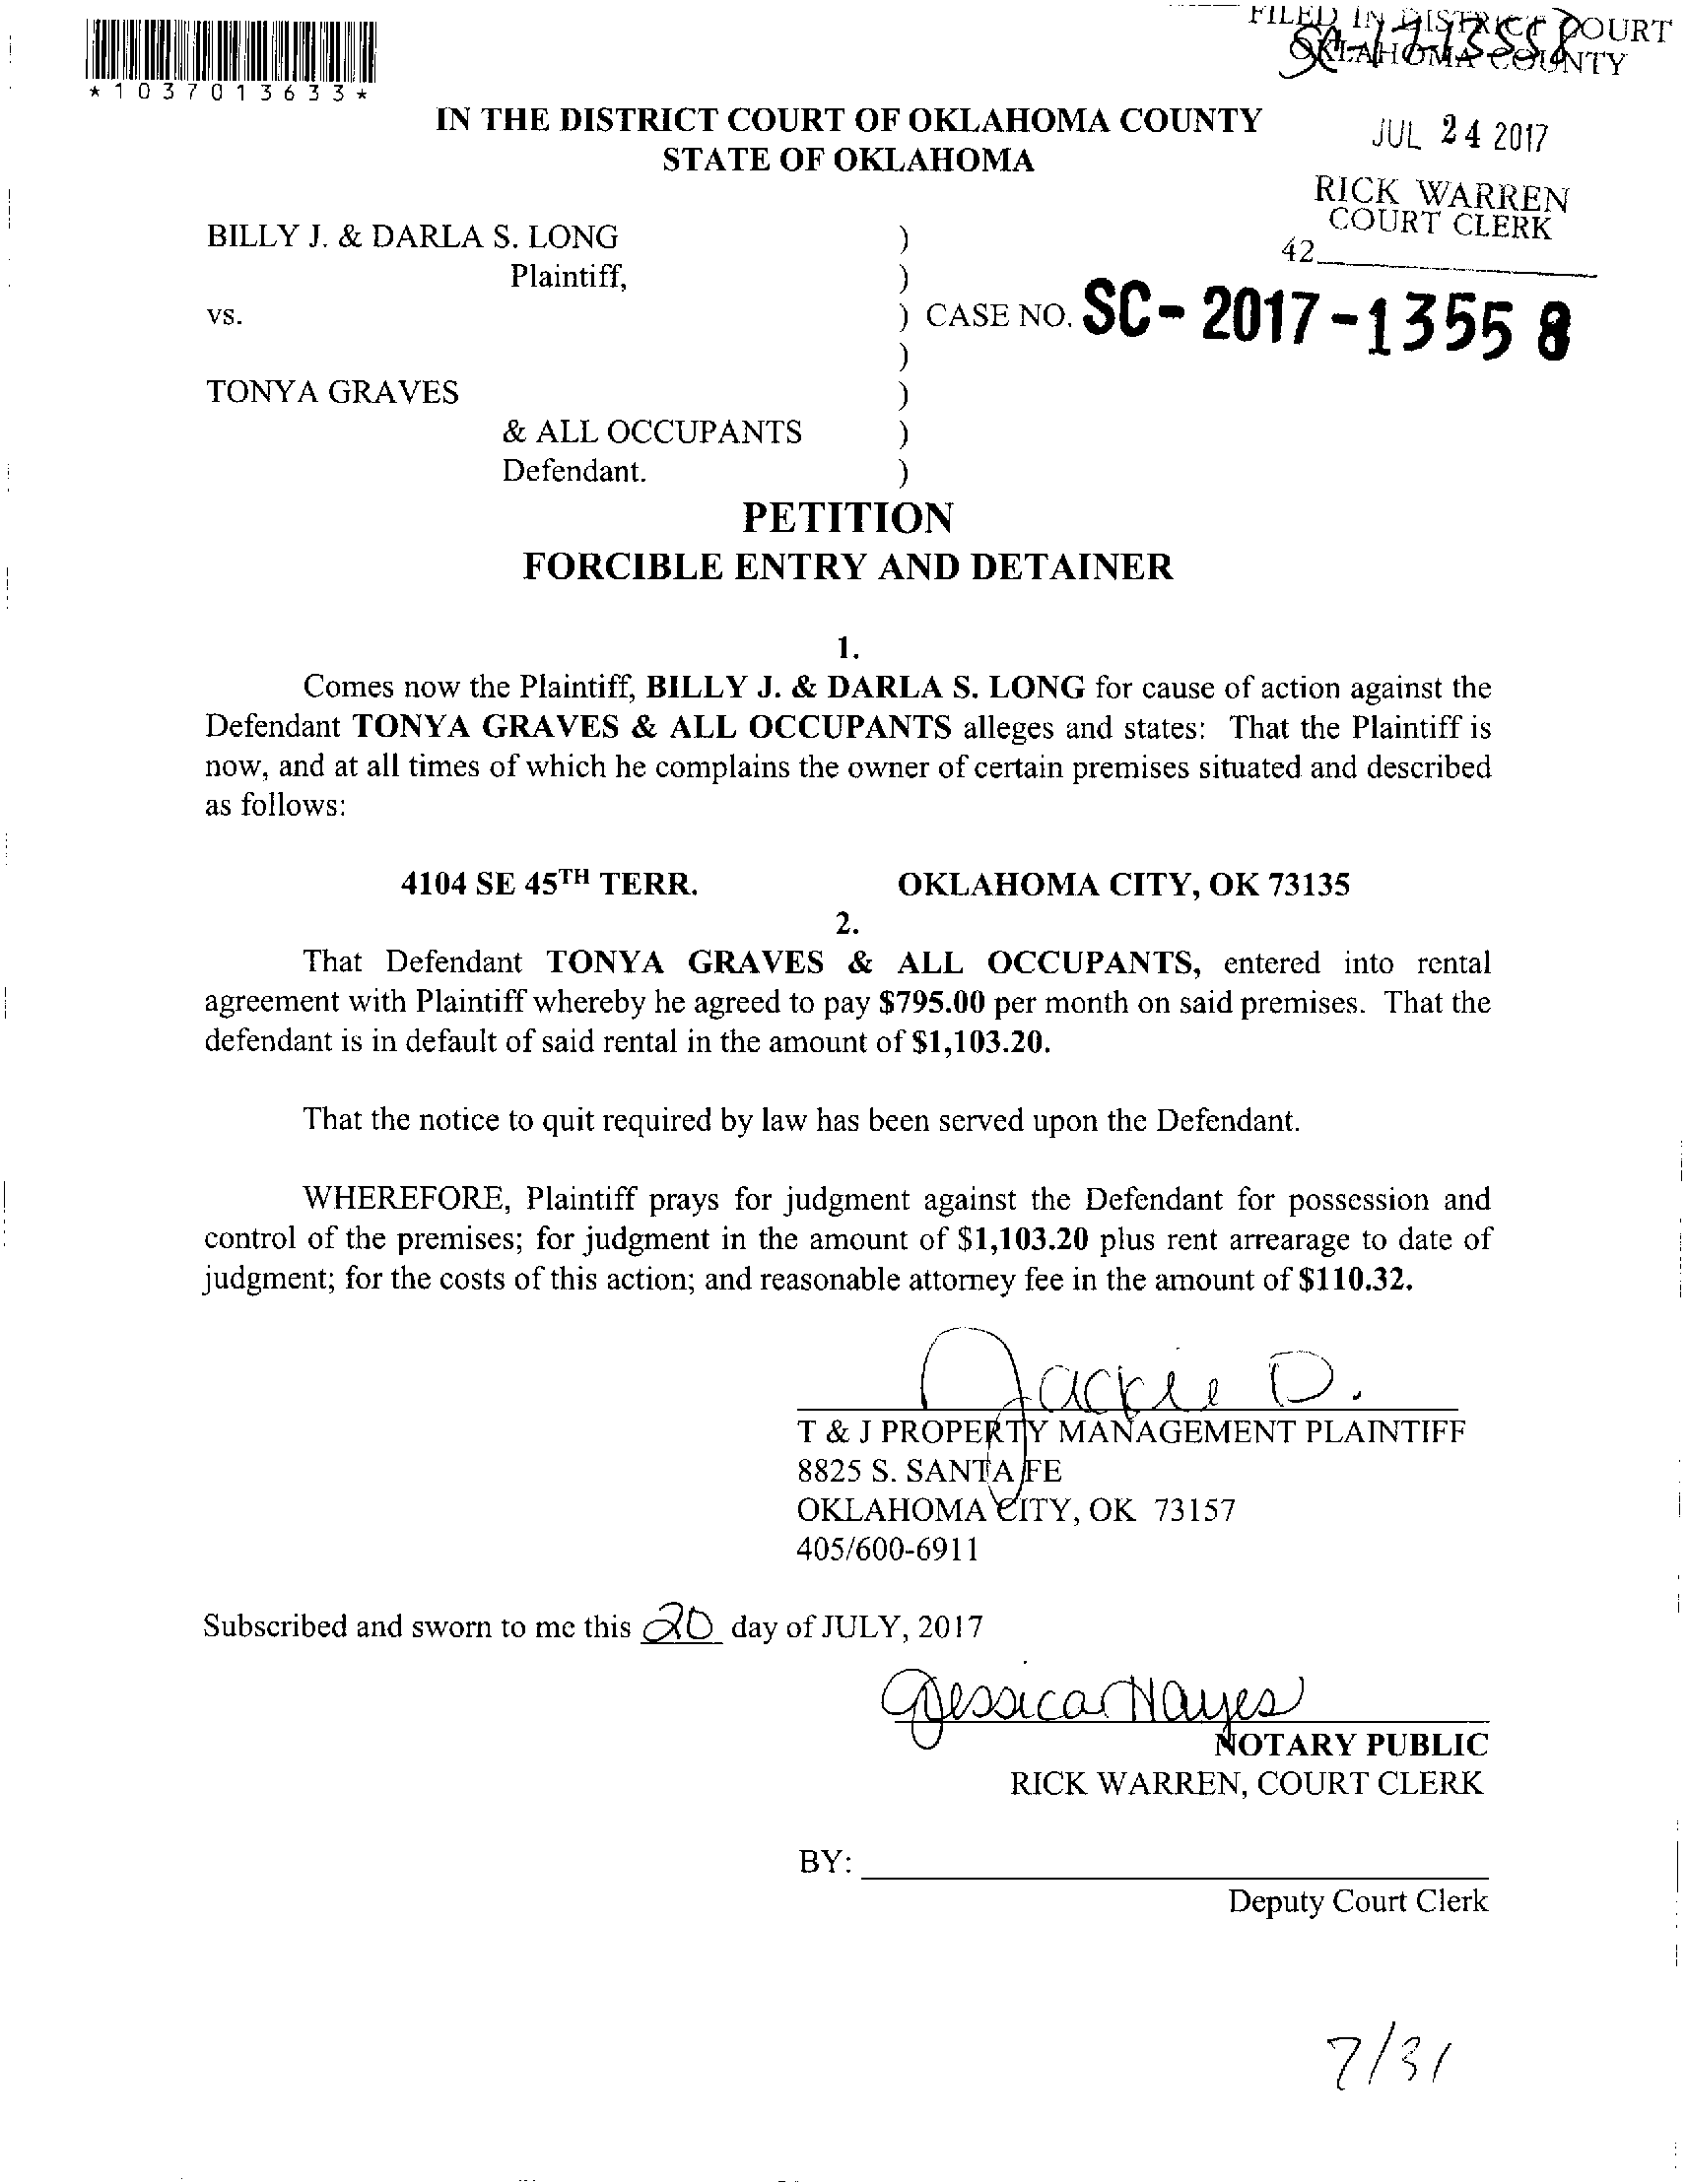 FILED IN DISTRICT COURT
OKLAHOMA COUNTY
SC-17-13558
*1037013633*
IN THE DISTRICT COURT OF OKLAHOMA COUNTY
STATE OF OKLAHOMA
JUL 24 2017
RICK WARREN
COURT CLERK
42
BILLY J. & DARLA S. LONG )
Plaintiff, )
vs. ) CASE NO. SC-2017-13558
)
TONYA GRAVES )
& ALL OCCUPANTS )
Defendant. )
PETITION
FORCIBLE ENTRY AND DETAINER
1.
Comes now the Plaintiff, BILLY J. & DARLA S. LONG for cause of action against the
Defendant TONYA GRAVES & ALL OCCUPANTS alleges and states: That the Plaintiff is
now, and at all times of which he complains the owner of certain premises situated and described
as follows:
4104 SE 45TH TERR. OKLAHOMA CITY, OK 73135
2.
That Defendant TONYA GRAVES & ALL OCCUPANTS, entered into rental
agreement with Plaintiff whereby he agreed to pay $795.00 per month on said premises. That the
defendant is in default of said rental in the amount of $1,103.20.
That the notice to quit required by law has been served upon the Defendant.
WHEREFORE, Plaintiff prays for judgment against the Defendant for possession and
control of the premises; for judgment in the amount of $1,103.20 plus rent arrearage to date of
judgment; for the costs of this action; and reasonable attorney fee in the amount of $110.32.
Jackie D.
T & J PROPERTY MANAGEMENT PLAINTIFF
8825 S. SANTA FE
OKLAHOMA CITY, OK 73157
405/600-6911
Subscribed and sworn to me this 20 day of JULY, 2017
Jessica Hayes
NOTARY PUBLIC
RICK WARREN, COURT CLERK
BY:
Deputy Court Clerk
7/31